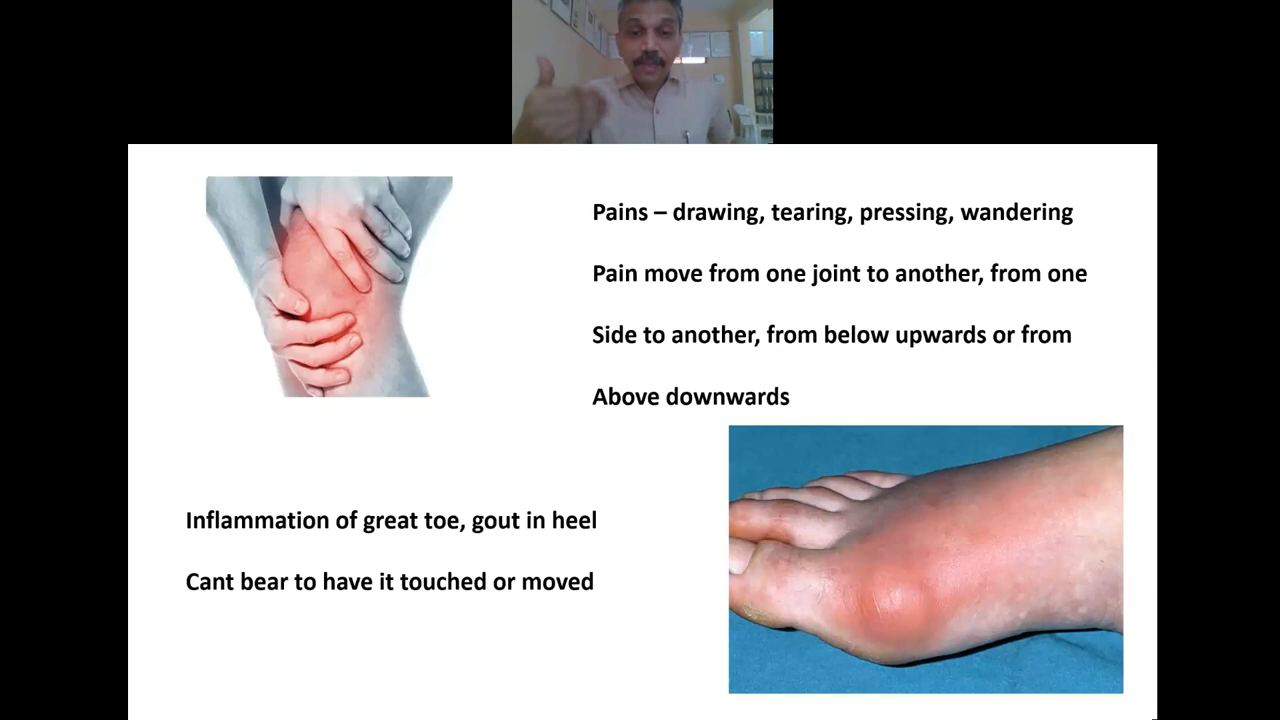 Pains – drawing, tearing, pressing, wandering
Pain move from one joint to another, from one
Side to another, from below upwards or from
Above downwards
Inflammation of great toe, gout in heel
Cant bear to have it touched or moved